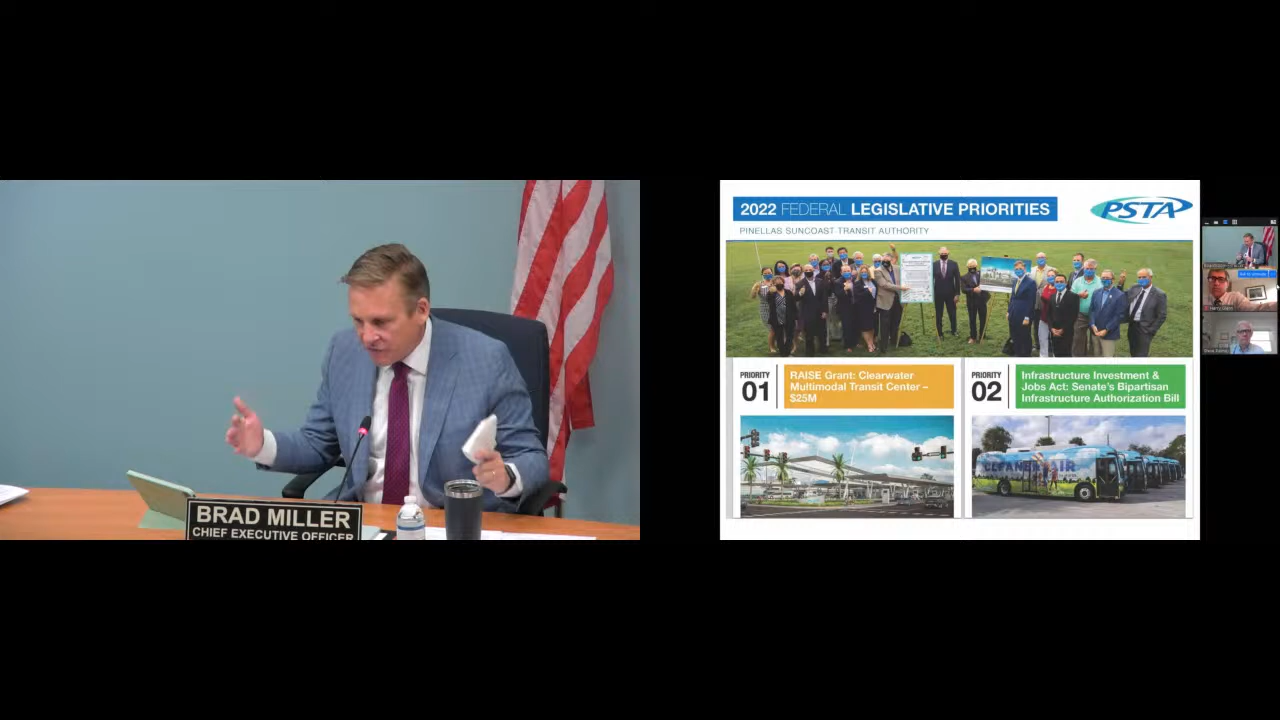 BRAD MILLER
CHIEF EXECUTIVE OFFICER
2022 FEDERAL LEGISLATIVE PRIORITIES
PSTA
PINELLAS SUNCOAST TRANSIT AUTHORITY
PRIORITY
01
RAISE Grant: Clearwater
Multimodal Transit Center –
$25M
PRIORITY
02
Infrastructure Investment &
Jobs Act: Senate's Bipartisan
Infrastructure Authorization Bill